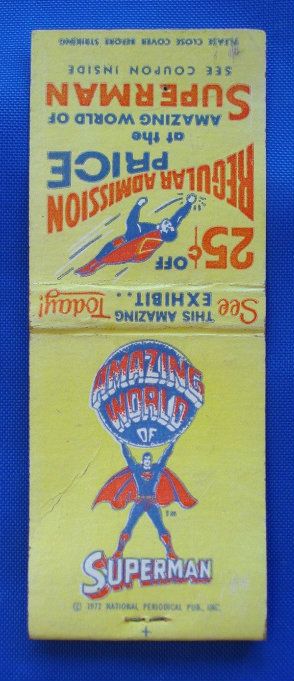 AMAZING
WORLD
OF
SUPERMAN
TM
© 1972 NATIONAL PERIODICAL PUB., INC.
See THIS AMAZING
EXHIBIT... Today!
25¢ OFF
REGULAR ADMISSION
PRICE
at the
AMAZING WORLD OF
SUPERMAN
SEE COUPON INSIDE
PLEASE CLOSE COVER BEFORE STRIKING